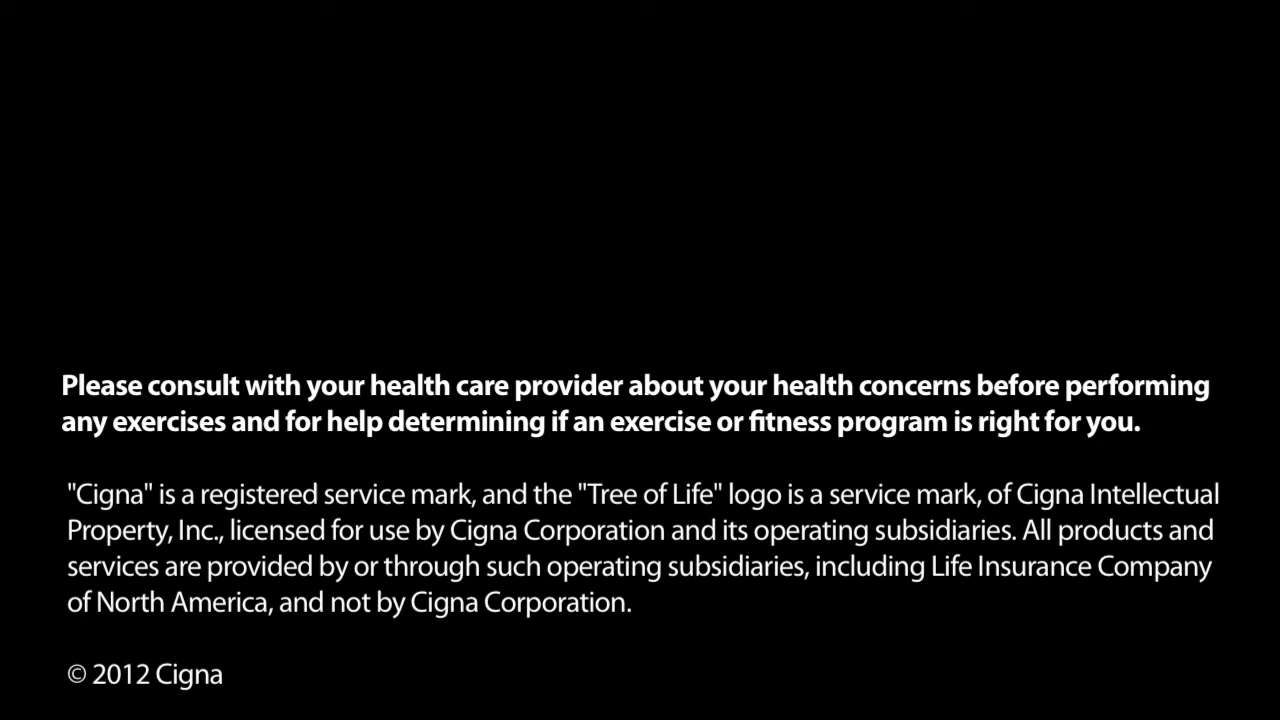 Please consult with your health care provider about your health concerns before performing
any exercises and for help determining if an exercise or fitness program is right for you.
"Cigna" is a registered service mark, and the "Tree of Life" logo is a service mark, of Cigna Intellectual
Property, Inc., licensed for use by Cigna Corporation and its operating subsidiaries. All products and
services are provided by or through such operating subsidiaries, including Life Insurance Company
of North America, and not by Cigna Corporation.
© 2012 Cigna